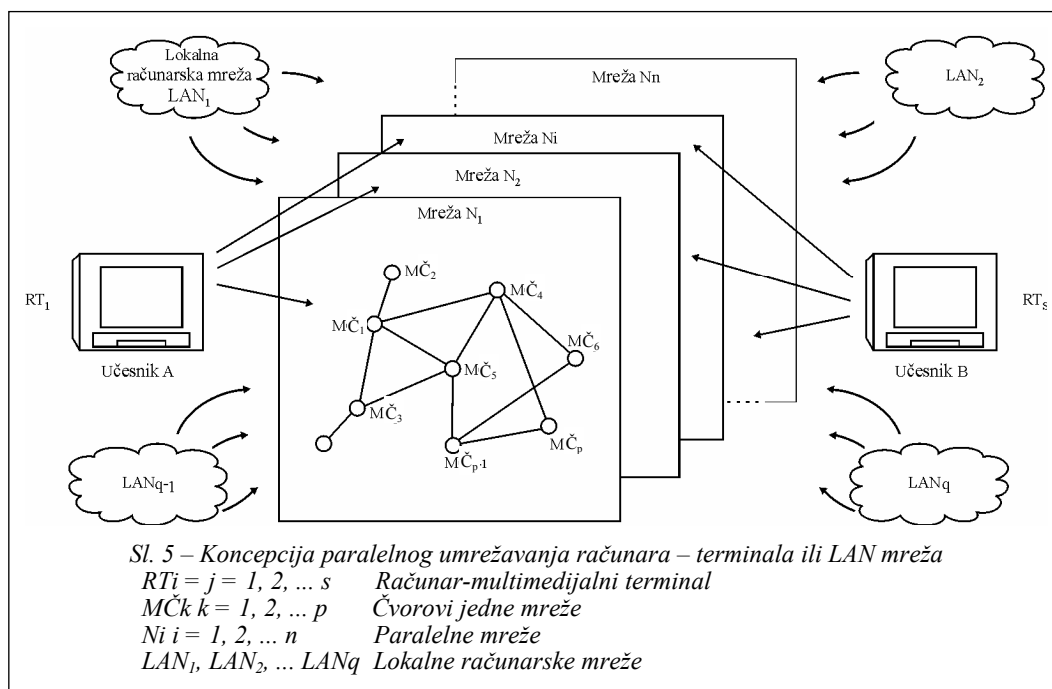 Lokalna
računarska mreža
LAN₁
Mreža Nn
LAN₂
Mreža Ni
Mreža N₂
Mreža N₁
MČ₂
MČ₄
RT₁
MČ₁
MČ₆
RTₛ
Učesnik A
MČ₅
Učesnik B
MČ₃
MČₚ
MČₚ₋₁
LANq-1
LANq
Sl. 5 – Koncepcija paralelnog umrežavanja računara – terminala ili LAN mreža
RTi = j = 1, 2, ... s Računar-multimedijalni terminal
MČk k = 1, 2, ... p Čvorovi jedne mreže
Ni i = 1, 2, ... n Paralelne mreže
LAN₁, LAN₂, ... LANq Lokalne računarske mreže